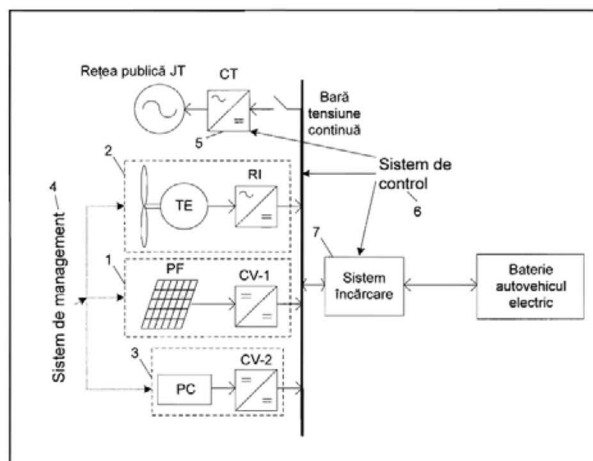 Rețea publică JT
CT
5
Bară
tensiune
continuă
Sistem de
control
6
Sistem de management
4
2
TE
RI
1
PF
CV-1
3
PC
CV-2
7
Sistem
încărcare
Baterie
autovehicul
electric